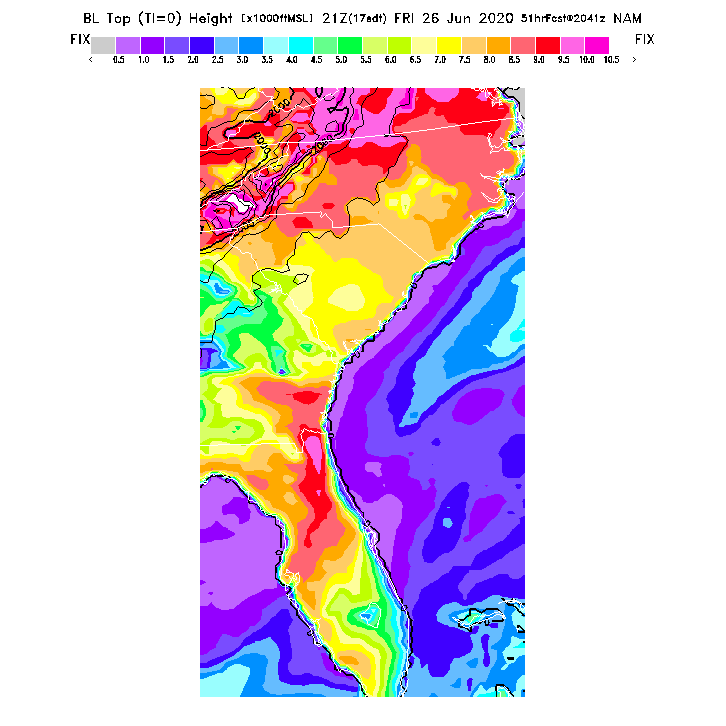 BL Top (TI=0) Height [x1000ftMSL] 21Z(17edt) FRI 26 Jun 2020 51hrFcst@2041z NAM
FIX FIX
< 0.5 1.0 1.5 2.0 2.5 3.0 3.5 4.0 4.5 5.0 5.5 6.0 6.5 7.0 7.5 8.0 8.5 9.0 9.5 10.0 10.5 >
2000
2000